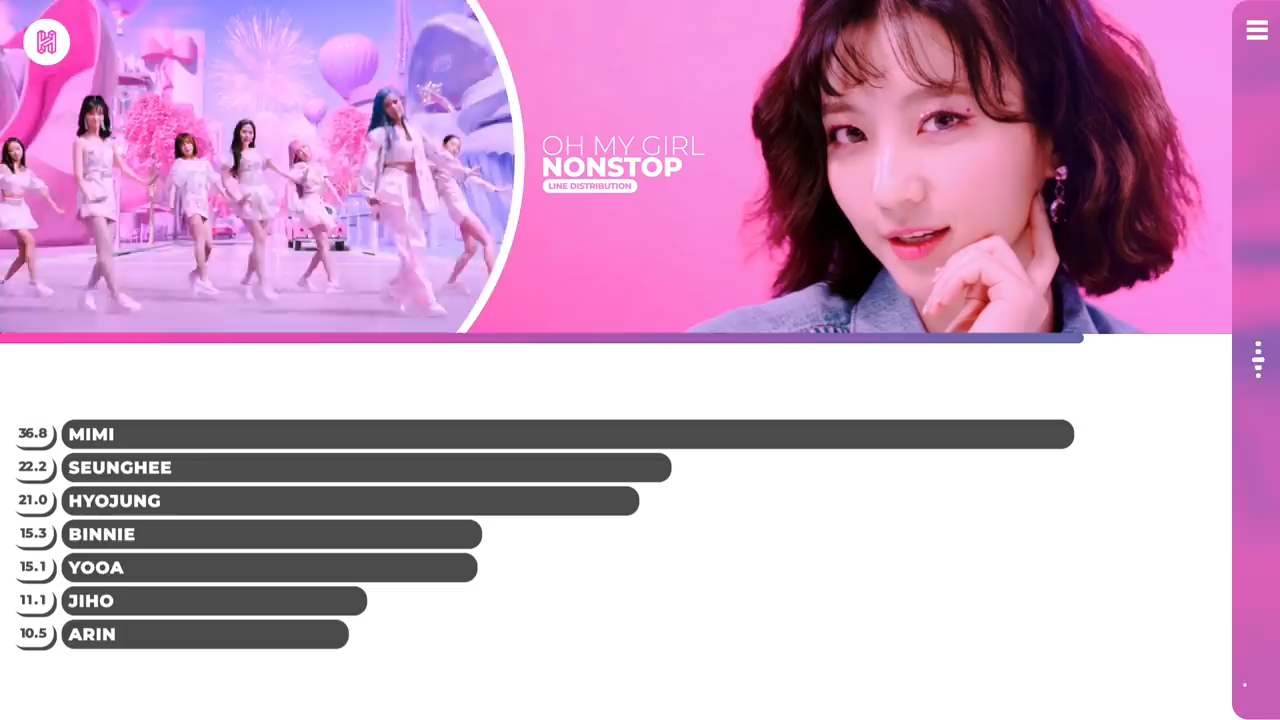 OH MY GIRL
NONSTOP
LINE DISTRIBUTION
36.8 MIMI
22.2 SEUNGHEE
21.0 HYOJUNG
15.3 BINNIE
15.1 YOOA
11.1 JIHO
10.5 ARIN